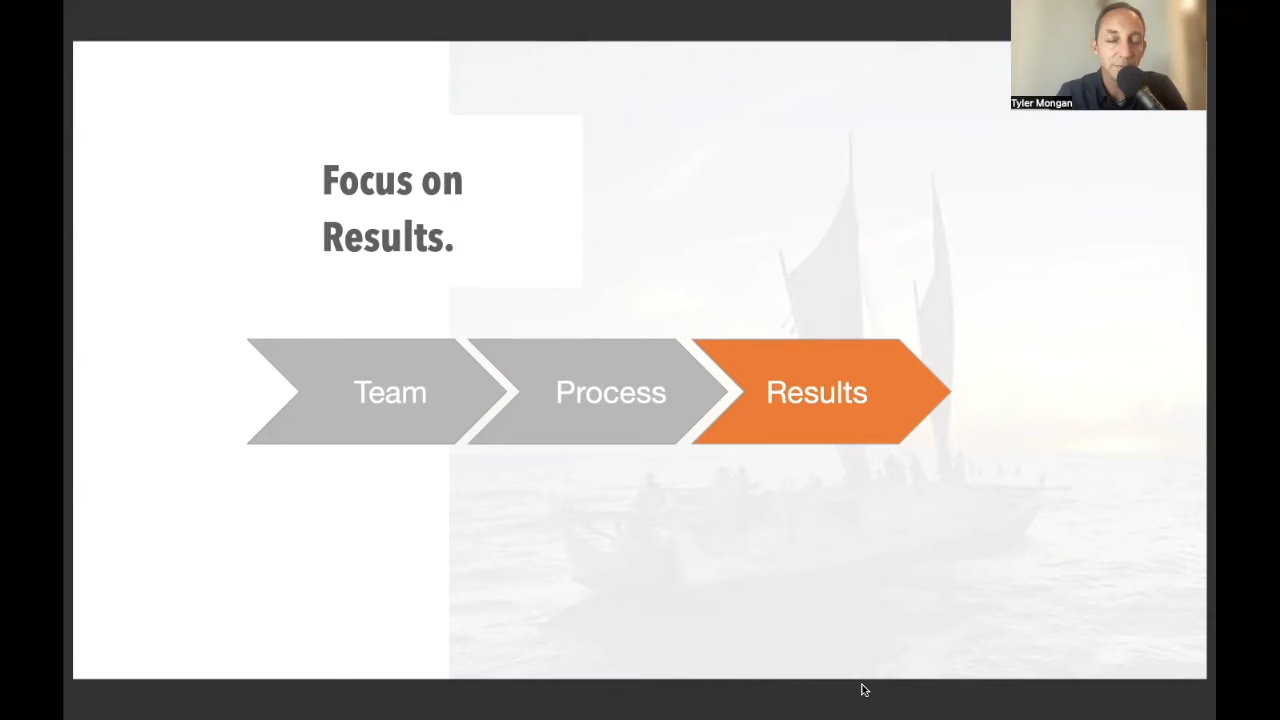 Tyler Mongan
Focus on
Results.
Team
Process
Results